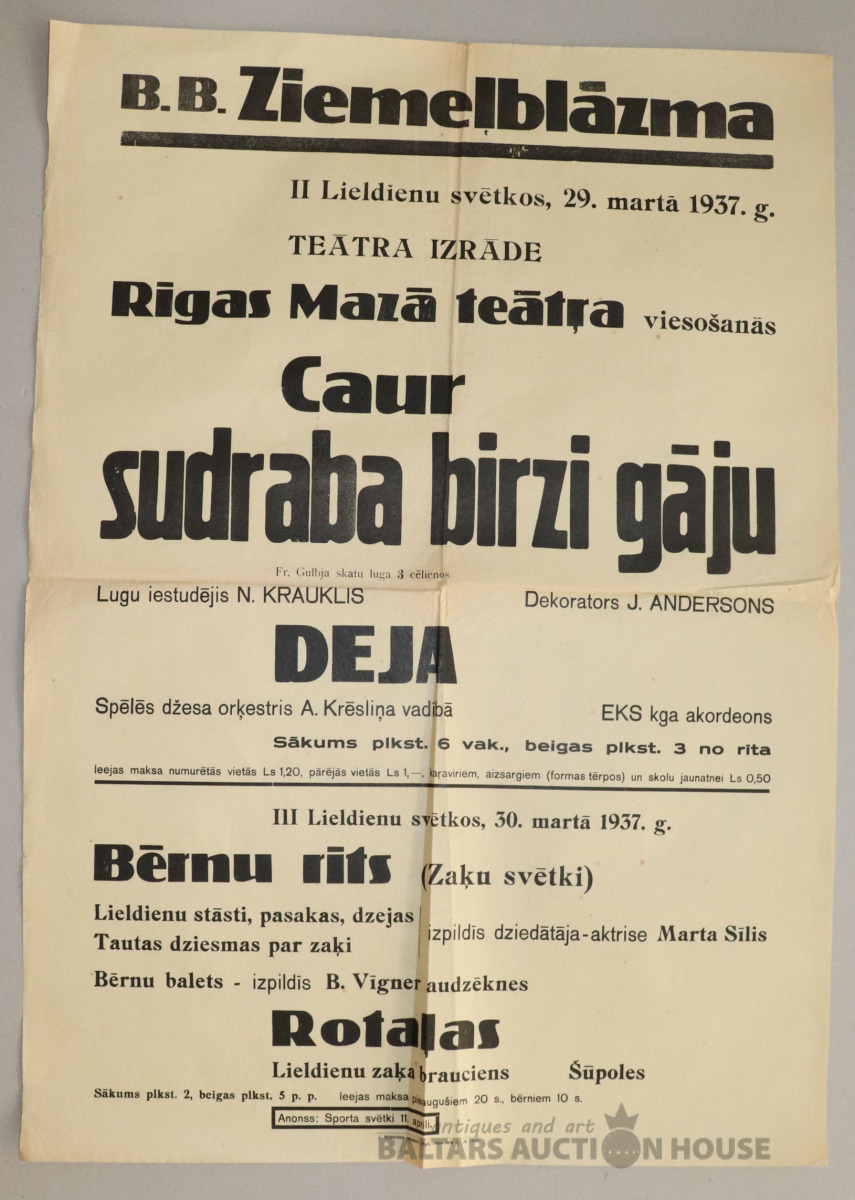 B.B. Ziemeļblāzma
II Lieldienu svētkos, 29. martā 1937. g.
TEĀTRA IZRĀDE
Rīgas Mazā teātŗa viesošanās
Caur
sudraba birzi gāju
Fr. Gulbja skatu luga 3 cēlienos
Lugu iestudējis N. KRAUKLIS Dekorators J. ANDERSONS
DEJA
Spēlēs džesa orķestris A. Krēsliņa vadībā EKS kga akordeons
Sākums plkst. 6 vak., beigas plkst. 3 no rīta
Ieejas maksa numurētās vietās Ls 1,20, pārējās vietās Ls 1,—, karavīriem, aizsargiem (formas tērpos) un skolu jaunatnei Ls 0,50
III Lieldienu svētkos, 30. martā 1937. g.
Bērnu rīts (Zaķu svētki)
Lieldienu stāsti, pasakas, dzejas
Tautas dziesmas par zaķi
izpildīs dziedātāja-aktrise Marta Sīlis
Bērnu balets - izpildīs B. Vīgner audzēknes
Rotaļas
Lieldienu zaķa brauciens Šūpoles
Sākums plkst. 2, beigas plkst. 5 p. p. Ieejas maksa pieaugušiem 20 s., bērniem 10 s.
Anonss: Sporta svētki 11. aprīlī.
antiques and art
BALTARS AUCTION HOUSE